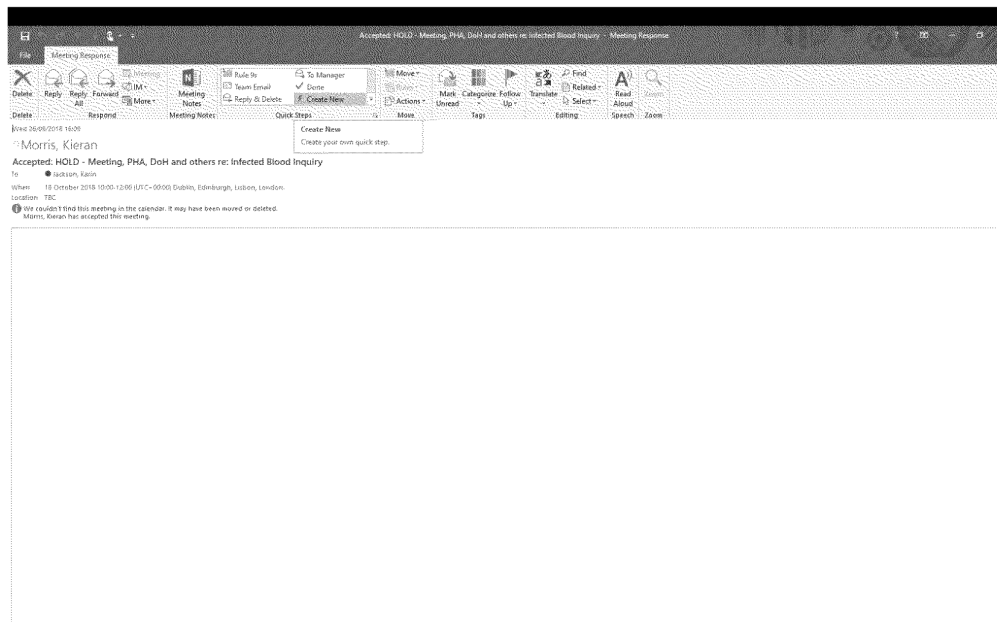 Accepted: HOLD - Meeting, PHA, DoH and others re: Infected Blood Inquiry - Meeting Response
File Meeting Response
Delete
Reply
Reply All
Forward
Meeting
IM
More
Meeting Notes
Rule 9s
Team Email
Reply & Delete
To Manager
Done
Create New
Move
Rules
Actions
Mark Unread
Categorize
Follow Up
Translate
Find
Related
Select
Read Aloud
Zoom
Delete Respond Meeting Notes Quick Steps Move Tags Editing Speech Zoom
Create New
Create your own quick step.
Wed 26/09/2018 16:09
Morris, Kieran
Accepted: HOLD - Meeting, PHA, DoH and others re: Infected Blood Inquiry
To Jackson, Karin
When 18 October 2018 10:00-12:00 (UTC+00:00) Dublin, Edinburgh, Lisbon, London.
Location TBC
We couldn't find this meeting in the calendar. It may have been moved or deleted.
Morris, Kieran has accepted this meeting.